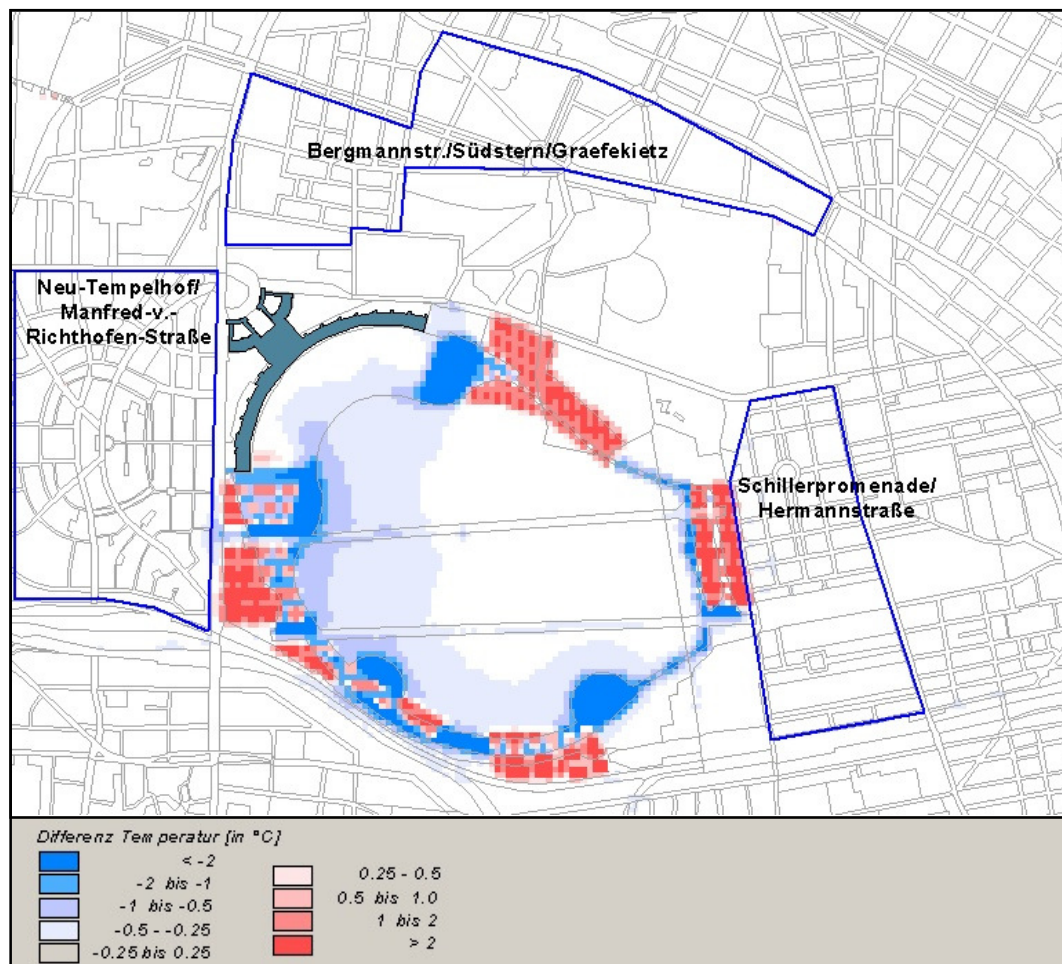 Bergmannstr./Südstern/Graefekietz
Neu-Tempelhof/
Manfred-v.-
Richthofen-Straße
Schillerpromenade/
Hermannstraße
Differenz Temperatur [in °C]
< -2
-2 bis -1
-1 bis -0.5
-0.5 - -0.25
-0.25 bis 0.25
0.25 - 0.5
0.5 bis 1.0
1 bis 2
> 2